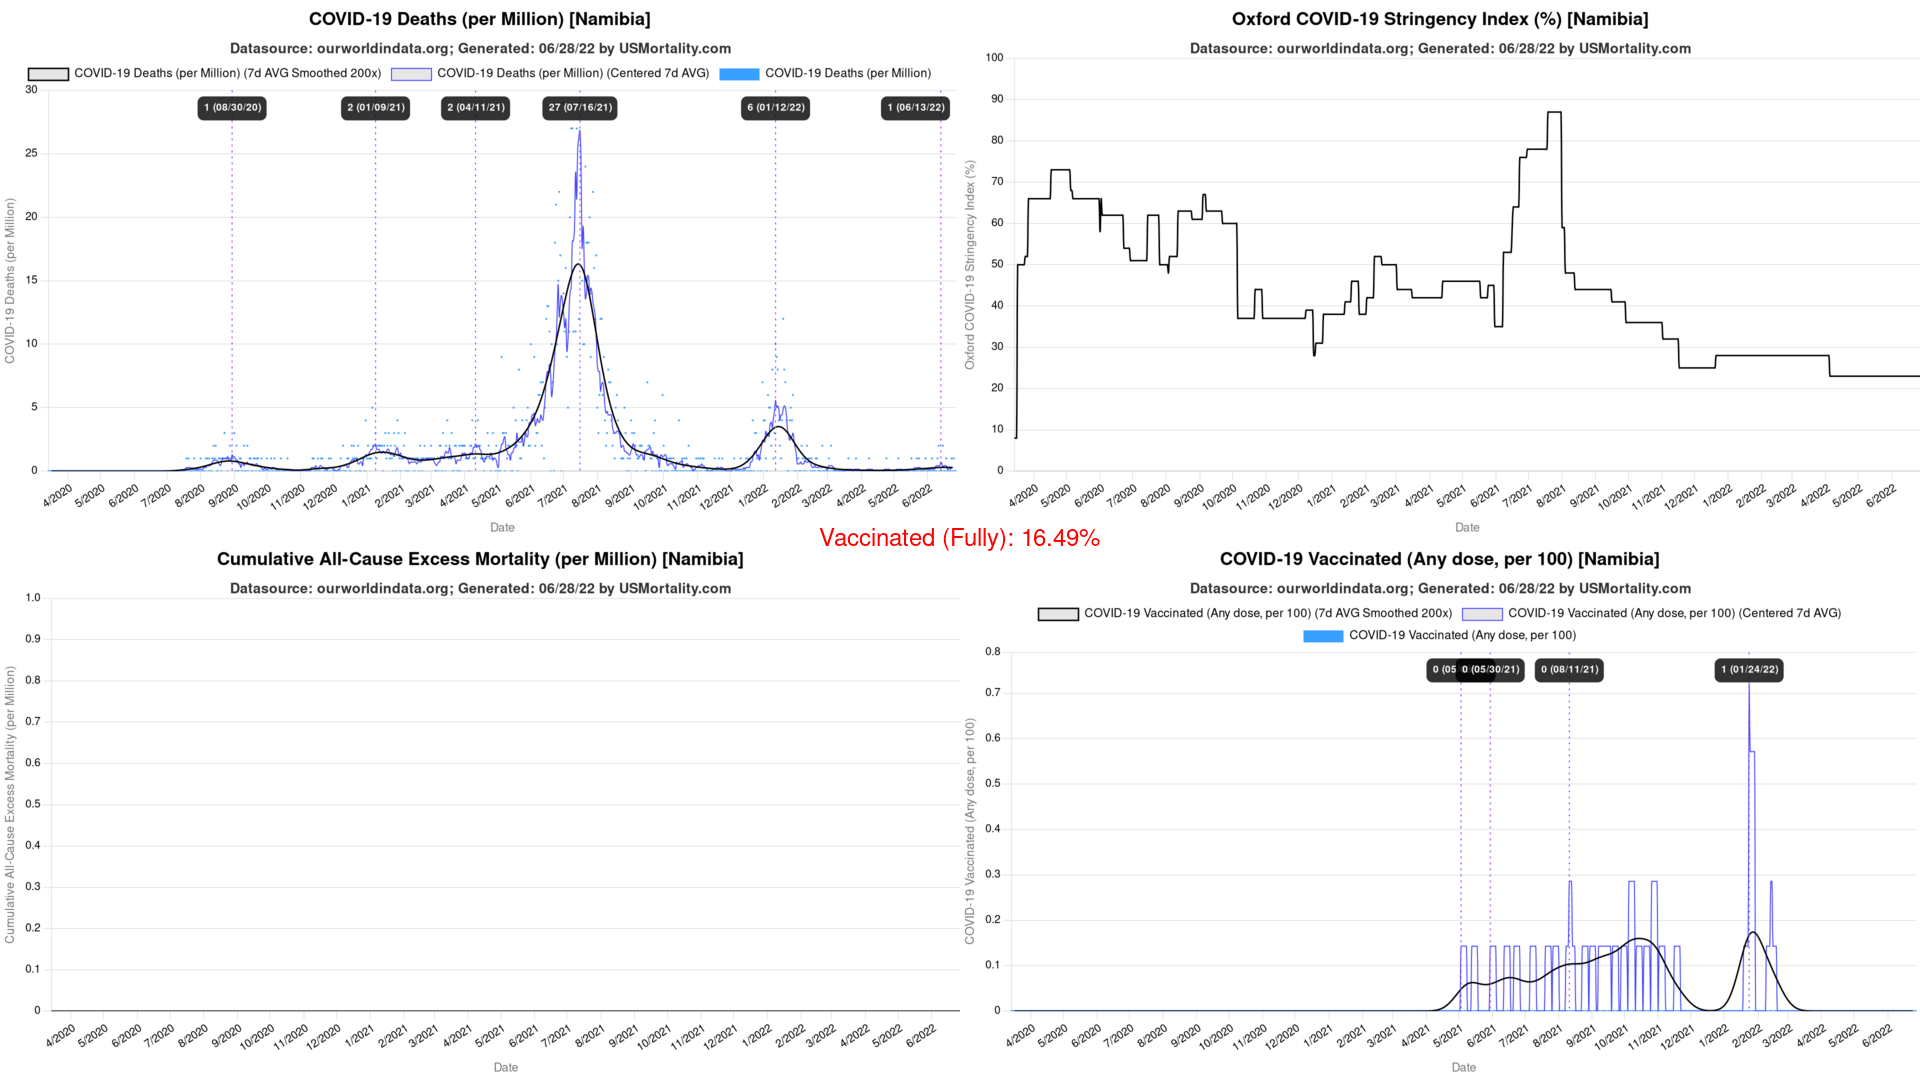 COVID-19 Deaths (per Million) [Namibia]
Datasource: ourworldindata.org; Generated: 06/28/22 by USMortality.com
COVID-19 Deaths (per Million) (7d AVG Smoothed 200x)
COVID-19 Deaths (per Million) (Centered 7d AVG)
COVID-19 Deaths (per Million)
30
25
20
15
10
5
0
COVID-19 Deaths (per Million)
1 (08/30/20)
2 (01/09/21)
2 (04/11/21)
27 (07/16/21)
6 (01/12/22)
1 (06/13/22)
4/2020 5/2020 6/2020 7/2020 8/2020 9/2020 10/2020 11/2020 12/2020 1/2021 2/2021 3/2021 4/2021 5/2021 6/2021 7/2021 8/2021 9/2021 10/2021 11/2021 12/2021 1/2022 2/2022 3/2022 4/2022 5/2022 6/2022
Date
Oxford COVID-19 Stringency Index (%) [Namibia]
Datasource: ourworldindata.org; Generated: 06/28/22 by USMortality.com
100
90
80
70
60
50
40
30
20
10
0
Oxford COVID-19 Stringency Index (%)
4/2020 5/2020 6/2020 7/2020 8/2020 9/2020 10/2020 11/2020 12/2020 1/2021 2/2021 3/2021 4/2021 5/2021 6/2021 7/2021 8/2021 9/2021 10/2021 11/2021 12/2021 1/2022 2/2022 3/2022 4/2022 5/2022 6/2022
Date
Vaccinated (Fully): 16.49%
Cumulative All-Cause Excess Mortality (per Million) [Namibia]
Datasource: ourworldindata.org; Generated: 06/28/22 by USMortality.com
1.0
0.9
0.8
0.7
0.6
0.5
0.4
0.3
0.2
0.1
0
Cumulative All-Cause Excess Mortality (per Million)
4/2020 5/2020 6/2020 7/2020 8/2020 9/2020 10/2020 11/2020 12/2020 1/2021 2/2021 3/2021 4/2021 5/2021 6/2021 7/2021 8/2021 9/2021 10/2021 11/2021 12/2021 1/2022 2/2022 3/2022 4/2022 5/2022 6/2022
Date
COVID-19 Vaccinated (Any dose, per 100) [Namibia]
Datasource: ourworldindata.org; Generated: 06/28/22 by USMortality.com
COVID-19 Vaccinated (Any dose, per 100) (7d AVG Smoothed 200x)
COVID-19 Vaccinated (Any dose, per 100) (Centered 7d AVG)
COVID-19 Vaccinated (Any dose, per 100)
0.8
0.7
0.6
0.5
0.4
0.3
0.2
0.1
0
COVID-19 Vaccinated (Any dose, per 100)
0 (05
0 (05/30/21)
0 (08/11/21)
1 (01/24/22)
4/2020 5/2020 6/2020 7/2020 8/2020 9/2020 10/2020 11/2020 12/2020 1/2021 2/2021 3/2021 4/2021 5/2021 6/2021 7/2021 8/2021 9/2021 10/2021 11/2021 12/2021 1/2022 2/2022 3/2022 4/2022 5/2022 6/2022
Date